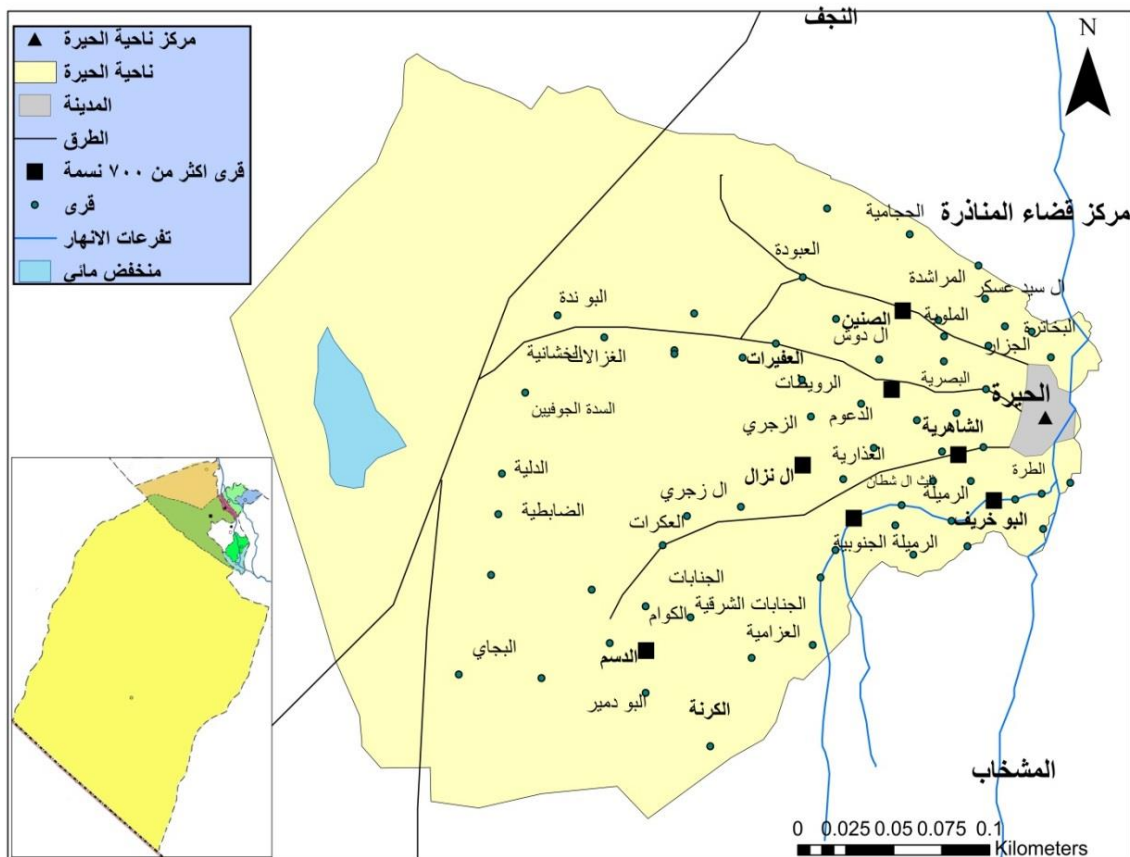 النجف
مركز ناحية الحيرة
ناحية الحيرة
المدينة
الطرق
قرى اكثر من ٧٠٠ نسمة
قرى
تفرعات الانهار
منخفض مائي
N
مركز قضاء المناذرة
الحجامية
العبودة
المراشدة
ال سيد عسكر
البو ندة
الصنين
الملوية
البخاترة
ال دوش
الجزار
الخشانية
الغزالات
العفيرات
البصرية
الرويطات
السدة الجوفيين
الحيرة
الدعوم
الزجري
الشاهرية
العذارية
الطرة
الدلية
ال نزال
ال شطان
الرميلة
ال زجري
الضابطية
العكرات
البو خريف
الرميلة الجنوبية
الجنابات
الكوام
الجنابات الشرقية
العزامية
الدسم
البجاي
البو دمير
الكرنة
المشخاب
0 0.025 0.05 0.075 0.1
Kilometers